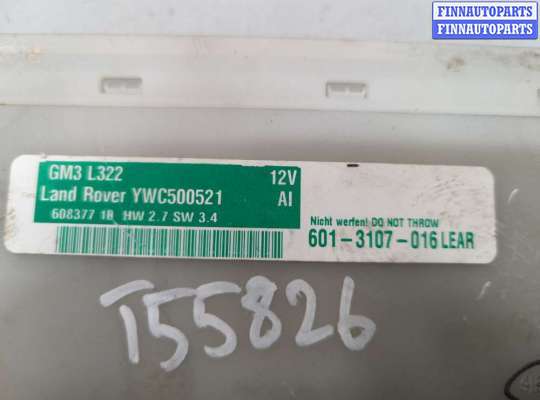 FINNAUTOPARTS
FINNAUTOPARTS
GM3 L322 12V
Land Rover YWC500521 AI
608377 18 HW 2.7 SW 3.4
Nicht werfen! DO NOT THROW
601-3107-016 LEAR
T55826